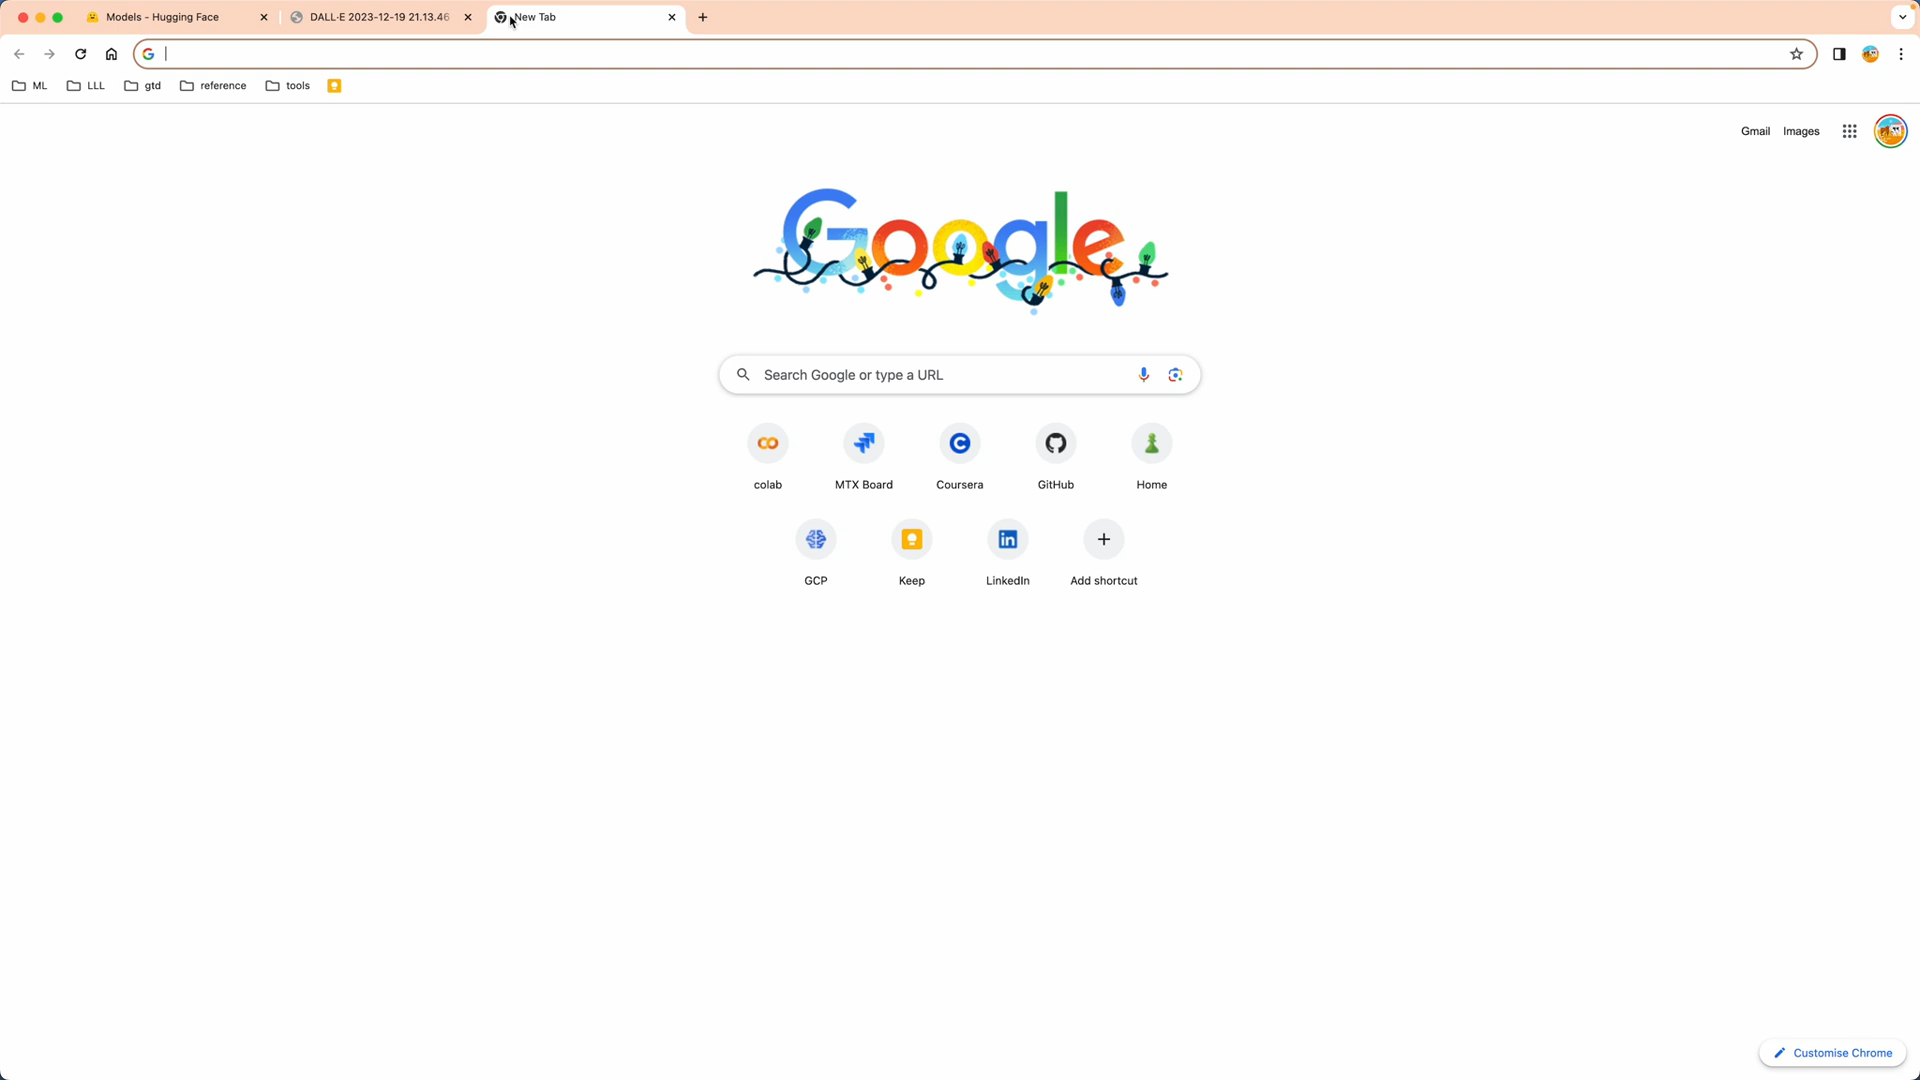 Models - Hugging Face
DALL·E 2023-12-19 21.13.46
New Tab
ML
LLL
gtd
reference
tools
Gmail
Images
Google
Search Google or type a URL
colab
MTX Board
Coursera
GitHub
Home
GCP
Keep
LinkedIn
Add shortcut
Customise Chrome